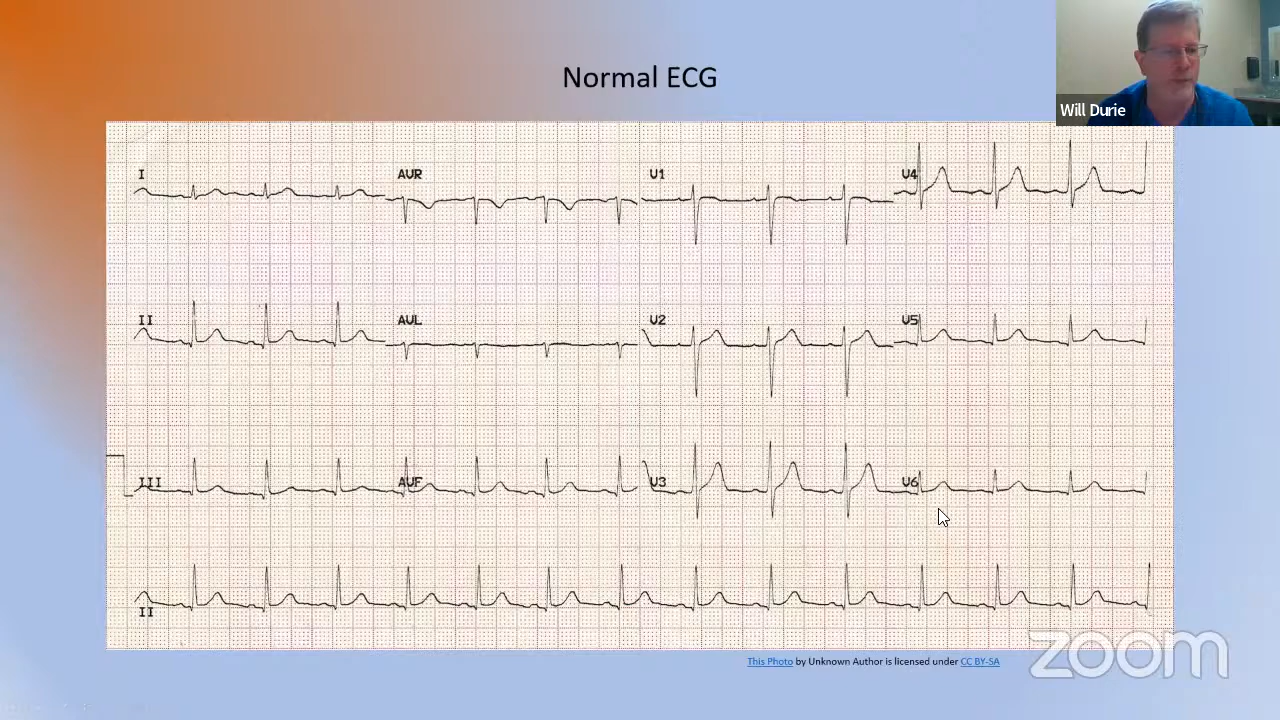 Normal ECG
Will Durie
I AVR V1 V4
II AVL V2 V5
III AVF V3 V6
II
This Photo by Unknown Author is licensed under CC BY-SA
zoom